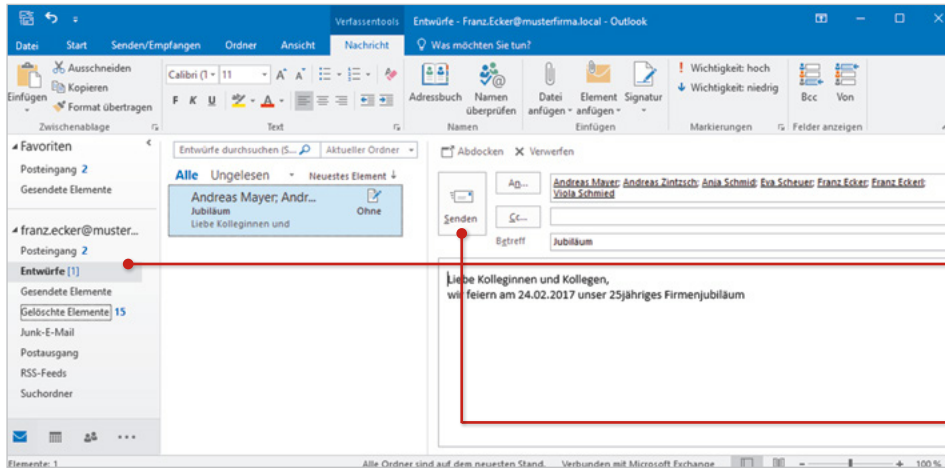 Verfassentools
Entwürfe - Franz.Ecker@musterfirma.local - Outlook
Datei Start Senden/Empfangen Ordner Ansicht Nachricht Was möchten Sie tun?
Einfügen
Ausschneiden
Kopieren
Format übertragen
Zwischenablage
Calibri (T 11
F K U
Text
Adressbuch
Namen überprüfen
Namen
Datei anfügen
Element anfügen
Signatur
Einfügen
Wichtigkeit: hoch
Wichtigkeit: niedrig
Markierungen
Bcc Von
Felder anzeigen
Favoriten
Posteingang 2
Gesendete Elemente
franz.ecker@muster...
Posteingang 2
Entwürfe [1]
Gesendete Elemente
Gelöschte Elemente 15
Junk-E-Mail
Postausgang
RSS-Feeds
Suchordner
Entwürfe durchsuchen (S... Aktueller Ordner
Alle Ungelesen Neuestes Element
Andreas Mayer; Andr...
Jubiläum Ohne
Liebe Kolleginnen und
Abdocken Verwerfen
Senden
An...
Andreas Mayer; Andreas Zintzsch; Anja Schmid; Eva Scheuer; Franz Ecker; Franz Eckert;
Viola Schmied
Cc...
Betreff Jubiläum
Liebe Kolleginnen und Kollegen,
wir feiern am 24.02.2017 unser 25jähriges Firmenjubiläum
Elemente: 1 Alle Ordner sind auf dem neuesten Stand. Verbunden mit Microsoft Exchange 100 %